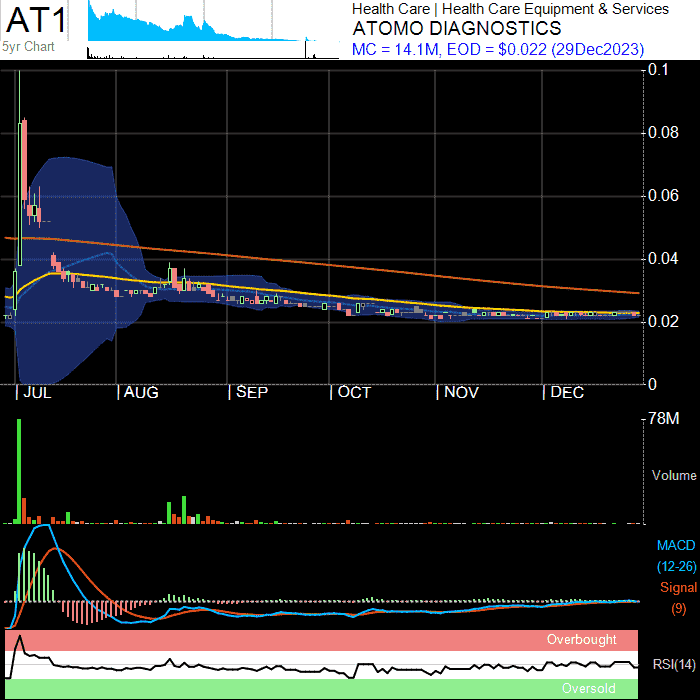 AT1
5yr Chart
Health Care | Health Care Equipment & Services
ATOMO DIAGNOSTICS
MC = 14.1M, EOD = $0.022 (29Dec2023)
0.1
0.08
0.06
0.04
0.02
0
JUL AUG SEP OCT NOV DEC
78M
Volume
MACD
(12-26)
Signal
(9)
Overbought
RSI(14)
Oversold